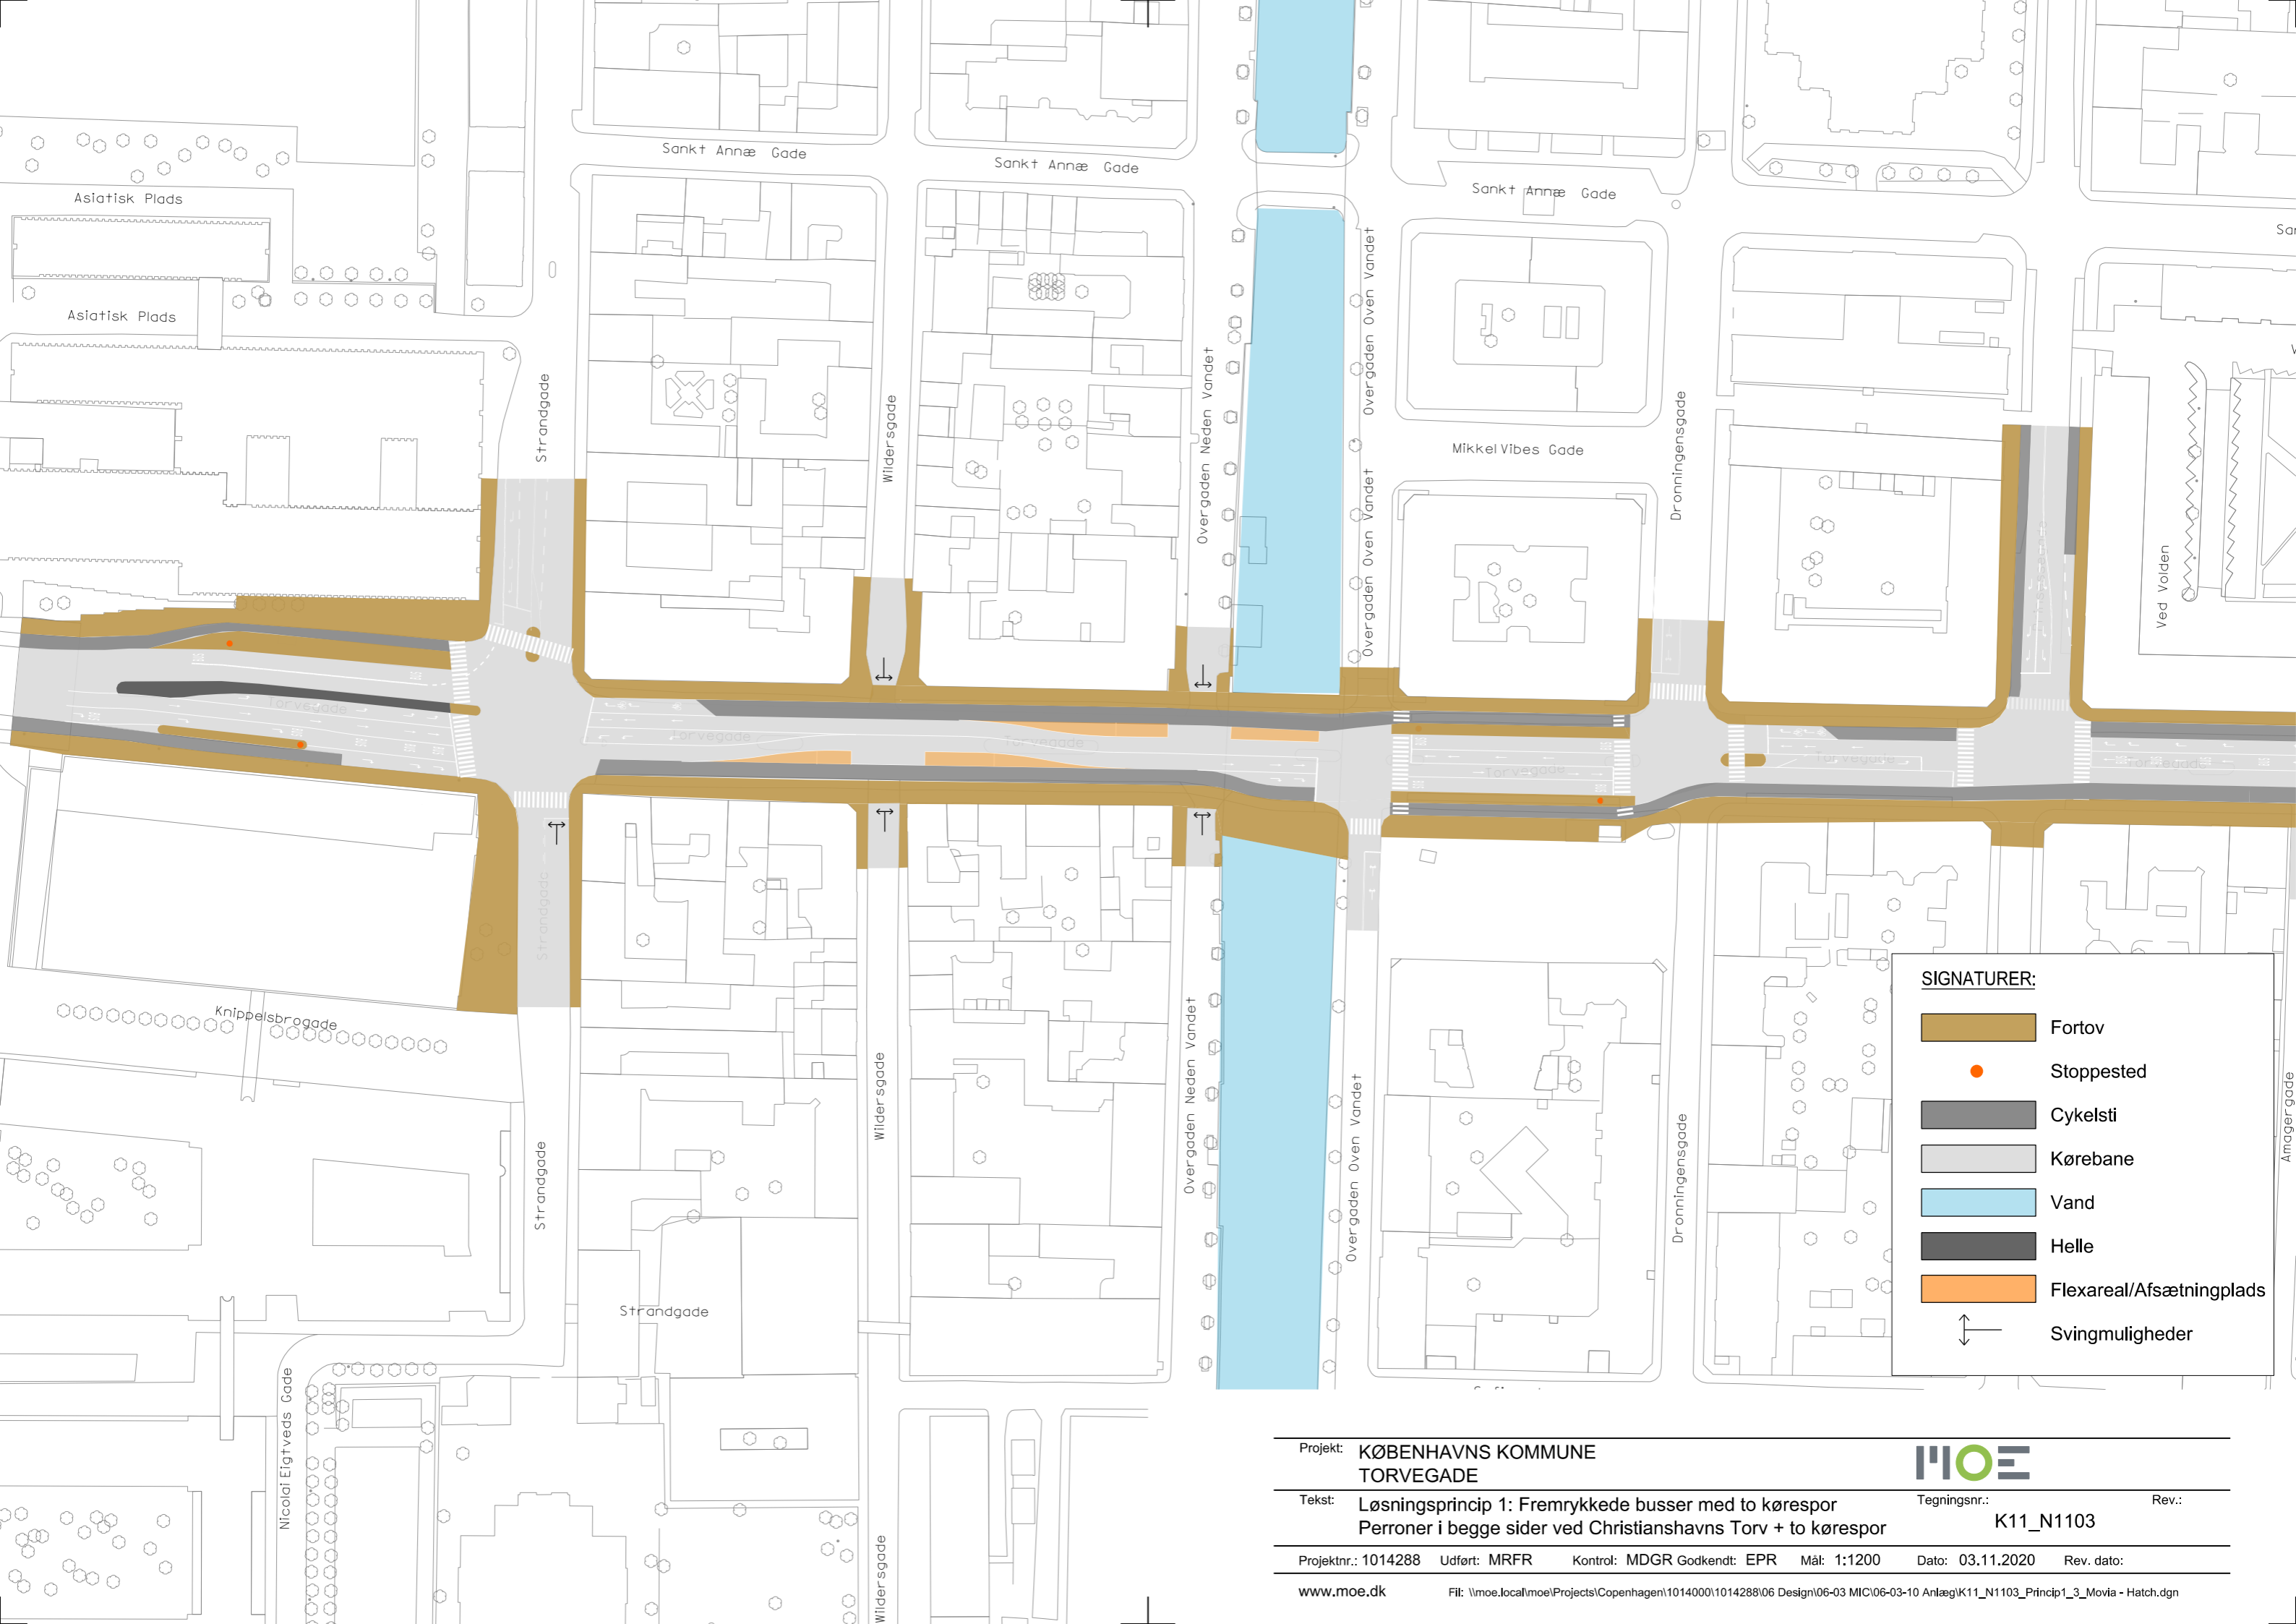 Sankt Annæ Gade
Sankt Annæ Gade
Sankt Annæ Gade
Asiatisk Plads
Asiatisk Plads
Strandgade
Wildersgade
Overgaden Neden Vandet
Overgaden Oven Vandet
Overgaden Oven Vandet
Overgaden Oven Vandet
Mikkel Vibes Gade
Dronningensgade
Ved Volden
Torvegade
Torvegade
Torvegade
Torvegade
Torvegade
Torvegade
Strandgade
Knippelsbrogade
Strandgade
Wildersgade
Overgaden Neden Vandet
Overgaden Oven Vandet
Dronningensgade
Amagergade
Strandgade
Nicolai Eigtveds Gade
Wildersgade
SIGNATURER:
Fortov
Stoppested
Cykelsti
Kørebane
Vand
Helle
Flexareal/Afsætningplads
Svingmuligheder
Projekt: KØBENHAVNS KOMMUNE
TORVEGADE
MOE
Tekst: Løsningsprincip 1: Fremrykkede busser med to kørespor
Perroner i begge sider ved Christianshavns Torv + to kørespor
Tegningsnr.: Rev.:
K11_N1103
Projektnr.: 1014288 Udført: MRFR Kontrol: MDGR Godkendt: EPR Mål: 1:1200 Dato: 03.11.2020 Rev. dato:
www.moe.dk Fil: \\moe.local\moe\Projects\Copenhagen\1014000\1014288\06 Design\06-03 MIC\06-03-10 Anlæg\K11_N1103_Princip1_3_Movia - Hatch.dgn